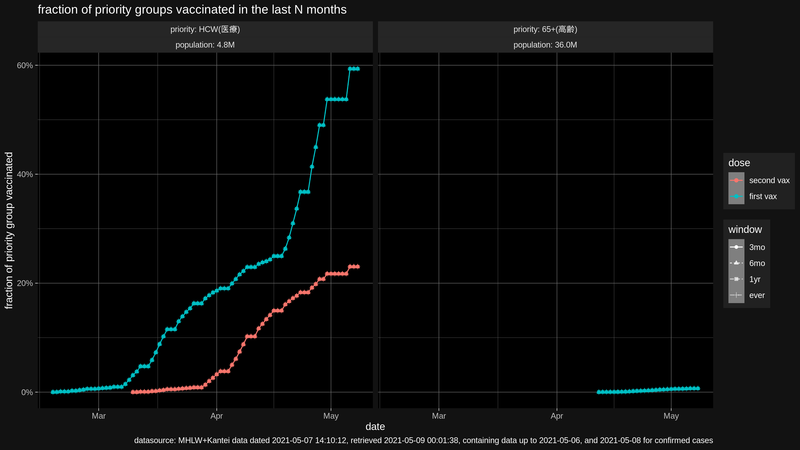 fraction of priority groups vaccinated in the last N months
priority: HCW(医療)
population: 4.8M
priority: 65+(高齢)
population: 36.0M
fraction of priority group vaccinated
60%
40%
20%
0%
Mar
Apr
May
Mar
Apr
May
date
dose
second vax
first vax
window
3mo
6mo
1yr
ever
datasource: MHLW+Kantei data dated 2021-05-07 14:10:12, retrieved 2021-05-09 00:01:38, containing data up to 2021-05-06, and 2021-05-08 for confirmed cases